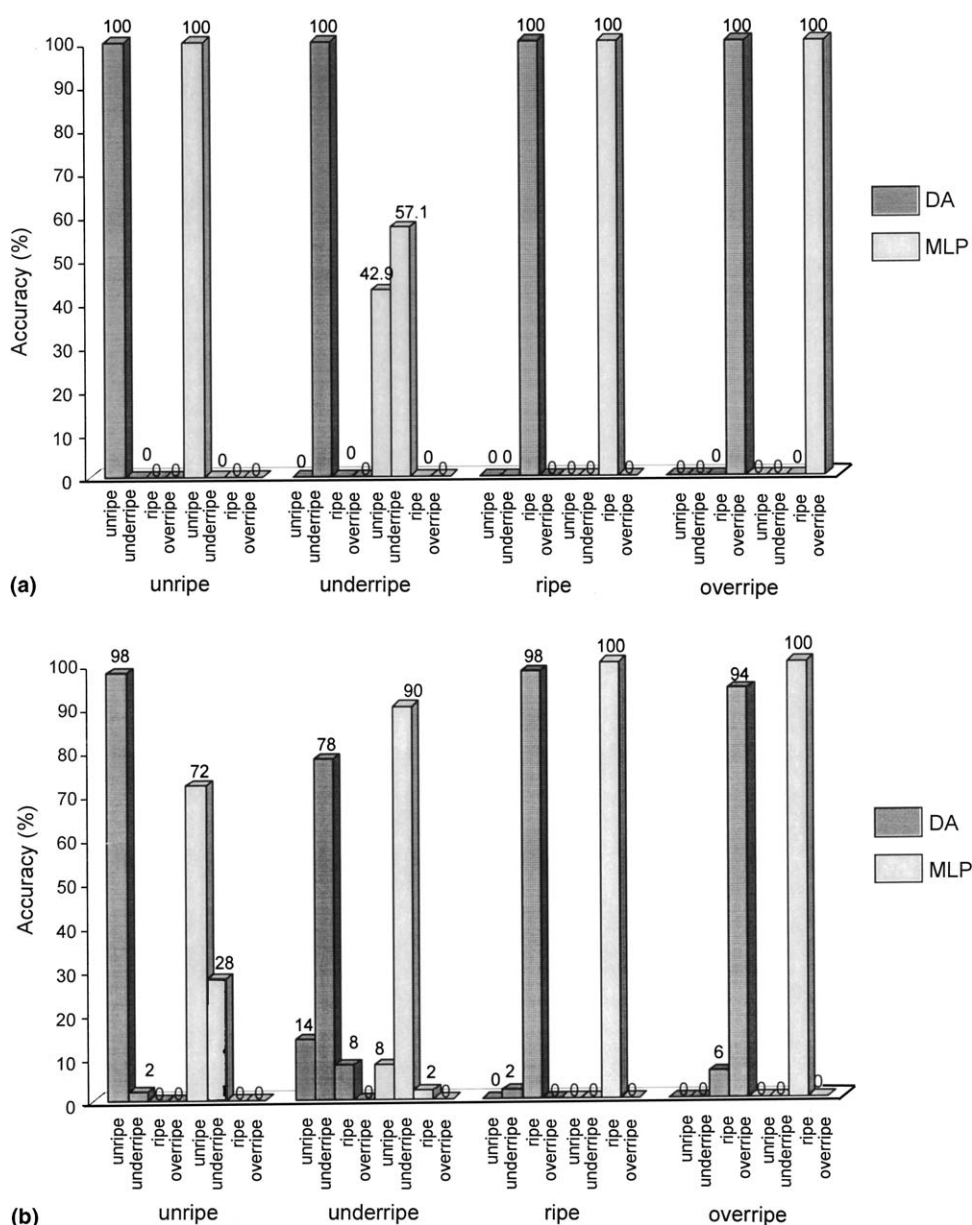 100 100 100 100 100 100 100
100
90
80
70
60
50
40
30
20
10
0
Accuracy (%)
57.1
42.9
0 0 0 0 0 0
0 0 0 0 0
0 0 0 0 0 0
0 0 0 0 0 0
DA
MLP
unripe underripe ripe overripe unripe underripe ripe overripe
unripe underripe ripe overripe unripe underripe ripe overripe
unripe underripe ripe overripe unripe underripe ripe overripe
unripe underripe ripe overripe unripe underripe ripe overripe
(a) unripe underripe ripe overripe
100
90
80
70
60
50
40
30
20
10
0
Accuracy (%)
98 2 0 0 72 28 0 0
14 78 8 0 8 90 2 0
0 2 98 0 0 0 100 0
0 0 6 94 0 0 100 0
DA
MLP
unripe underripe ripe overripe unripe underripe ripe overripe
unripe underripe ripe overripe unripe underripe ripe overripe
unripe underripe ripe overripe unripe underripe ripe overripe
unripe underripe ripe overripe unripe underripe ripe overripe
(b) unripe underripe ripe overripe